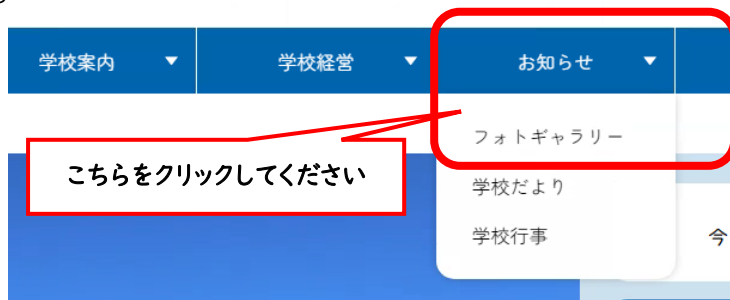 学校案内 ▼ 学校経営 ▼ お知らせ ▼
フォトギャラリー
こちらをクリックしてください
学校だより
学校行事
今